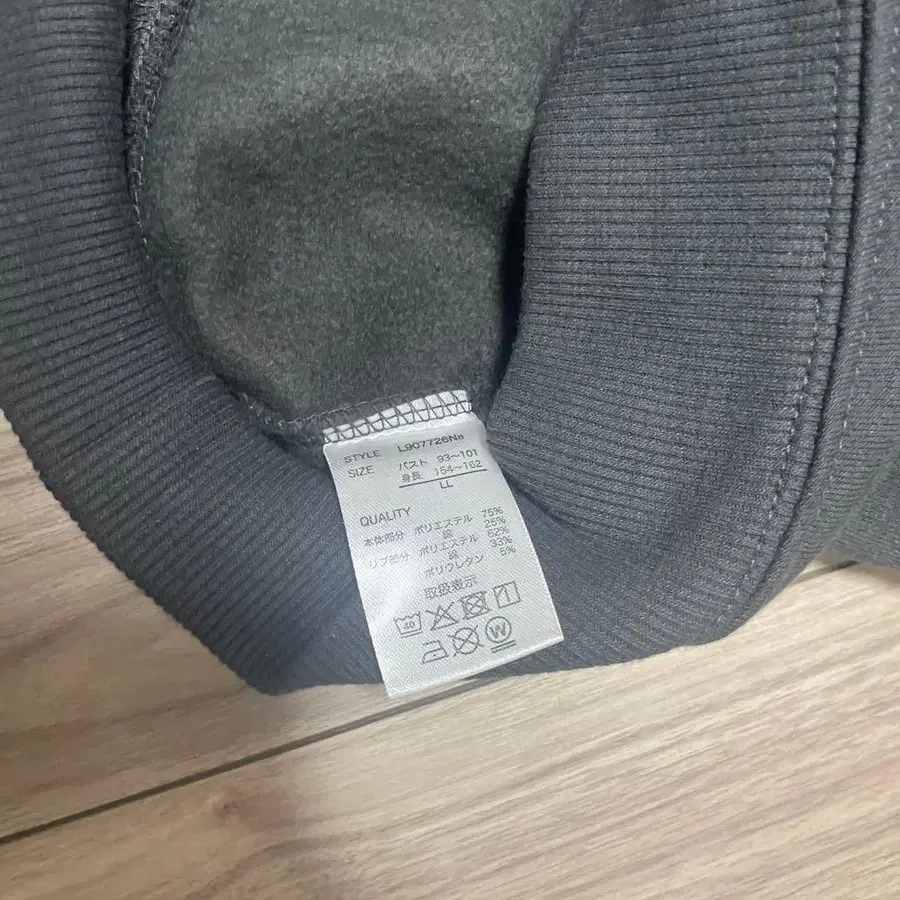 STYLE L907726Na
SIZE バスト 93〜101
身長 154〜162
LL
QUALITY
本体部分 ポリエステル 75%
綿 25%
リブ部分 ポリエステル 62%
綿 33%
ポリウレタン 5%
取扱表示
40
W